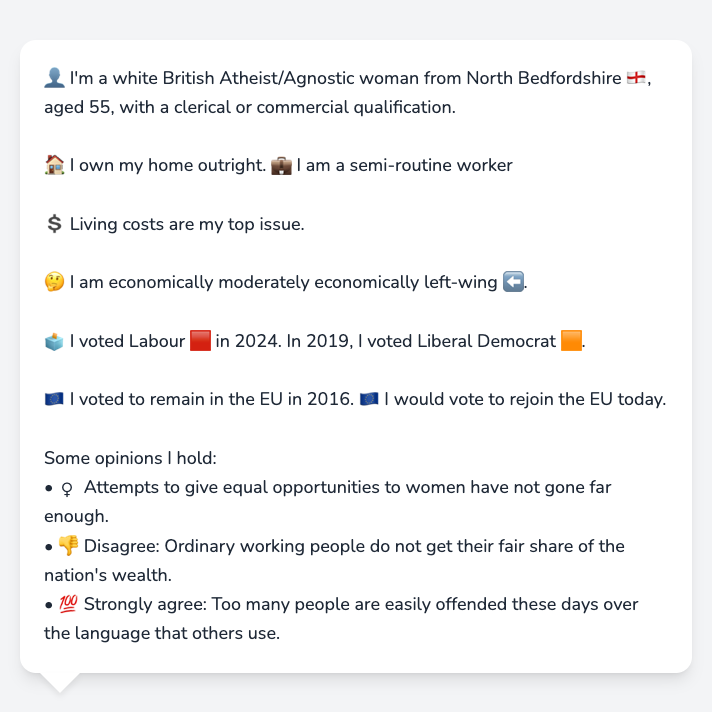 👤 I'm a white British Atheist/Agnostic woman from North Bedfordshire 🏴󠁧󠁢󠁥󠁮󠁧󠁿,
aged 55, with a clerical or commercial qualification.
🏠 I own my home outright. 💼 I am a semi-routine worker
💲 Living costs are my top issue.
🤔 I am economically moderately economically left-wing ⬅️.
🗳️ I voted Labour 🟥 in 2024. In 2019, I voted Liberal Democrat 🟧.
🇪🇺 I voted to remain in the EU in 2016. 🇪🇺 I would vote to rejoin the EU today.
Some opinions I hold:
• ♀ Attempts to give equal opportunities to women have not gone far
enough.
• 👎 Disagree: Ordinary working people do not get their fair share of the
nation's wealth.
• 💯 Strongly agree: Too many people are easily offended these days over
the language that others use.